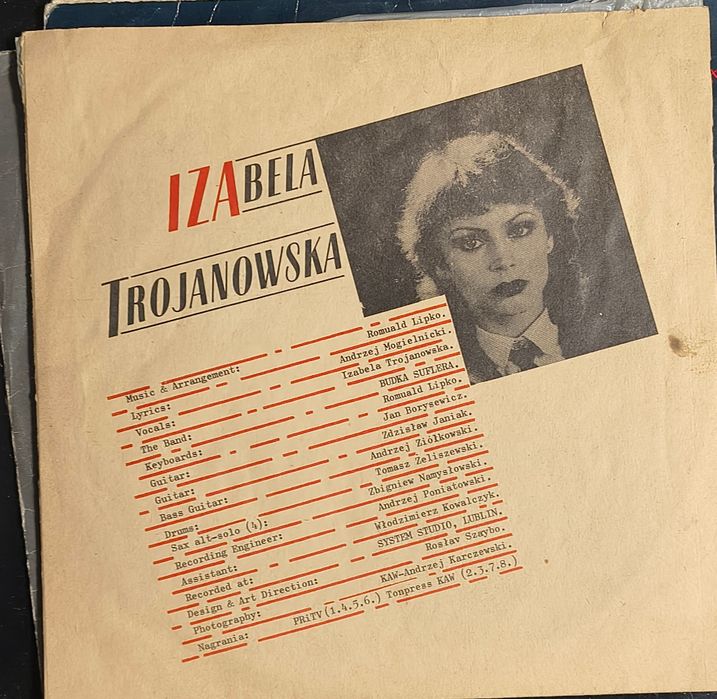 IZABELA
TROJANOWSKA
Music & Arrangement: Romuald Lipko.
Lyrics: Andrzej Mogielnicki.
Vocals: Izabela Trojanowska.
The Band: BUDKA SUFLERA.
Keyboards: Romuald Lipko.
Guitar: Jan Borysewicz.
Guitar: Zdzisław Janiak.
Bass Guitar: Andrzej Ziółkowski.
Drums: Tomasz Zeliszewski.
Sax alt-solo (4): Zbigniew Namysłowski.
Recording Engineer: Andrzej Poniatowski.
Assistant: Włodzimierz Kowalczyk.
Recorded at: SYSTEM STUDIO, LUBLIN.
Design & Art Direction: Rosław Szaybo.
Photography: KAW-Andrzej Karczewski.
Nagrania: PRiTV(1.4.5.6.) Tonpress KAW (2.3.7.8.)